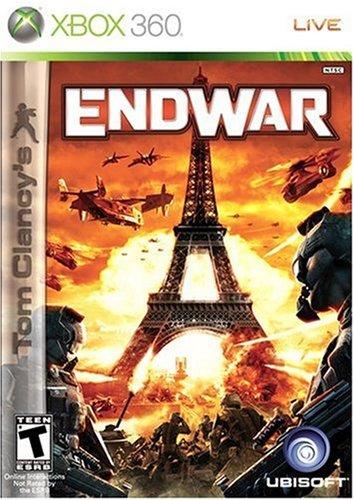 XBOX 360
LIVE
NTSC
ENDWAR
Tom Clancy's
TEEN
T
ESRB
Online Interactions
Not Rated by
the ESRB
UBISOFT